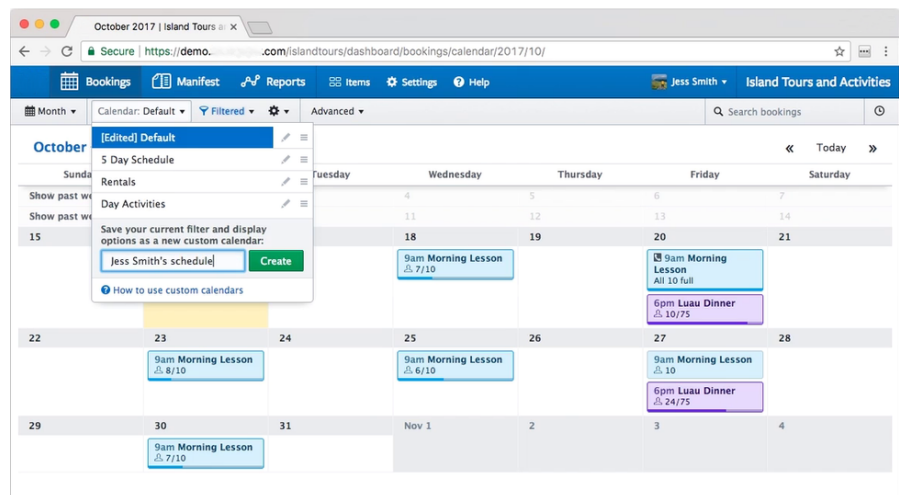 October 2017 | Island Tours a
Secure | https://demo. .com/islandtours/dashboard/bookings/calendar/2017/10/
Bookings Manifest Reports Items Settings Help Jess Smith Island Tours and Activities
Month Calendar: Default Filtered Advanced Search bookings
[Edited] Default
5 Day Schedule
Rentals
Day Activities
Save your current filter and display
options as a new custom calendar:
Jess Smith's schedule Create
How to use custom calendars
October « Today »
Sunda Tuesday Wednesday Thursday Friday Saturday
Show past we 4 5 6 7
Show past we 11 12 13 14
15 18 19 20 21
9am Morning Lesson
7/10
9am Morning
Lesson
All 10 full
6pm Luau Dinner
10/75
22 23 24 25 26 27 28
9am Morning Lesson
8/10
9am Morning Lesson
6/10
9am Morning Lesson
10
6pm Luau Dinner
24/75
29 30 31 Nov 1 2 3 4
9am Morning Lesson
7/10